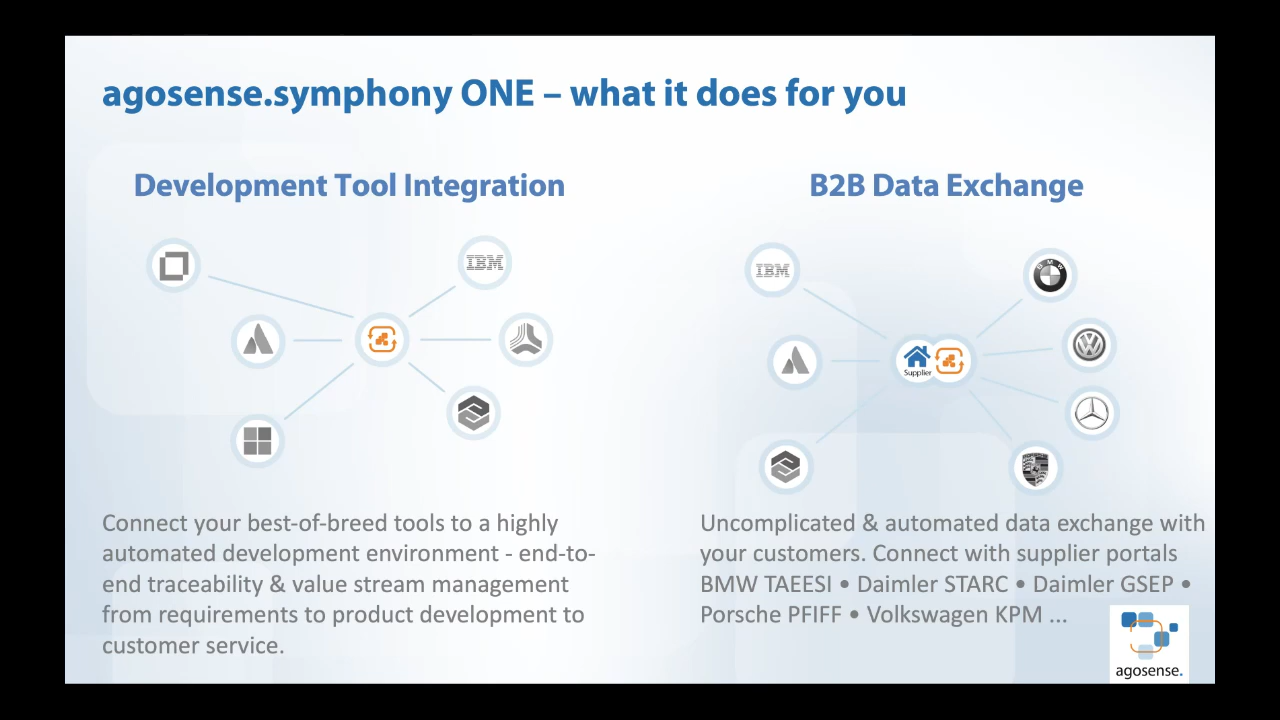 agosense.symphony ONE – what it does for you
Development Tool Integration
IBM
Connect your best-of-breed tools to a highly
automated development environment - end-to-
end traceability & value stream management
from requirements to product development to
customer service.
B2B Data Exchange
IBM
BMW
Supplier
Uncomplicated & automated data exchange with
your customers. Connect with supplier portals
BMW TAEESI • Daimler STARC • Daimler GSEP •
Porsche PFIFF • Volkswagen KPM ...
agosense.